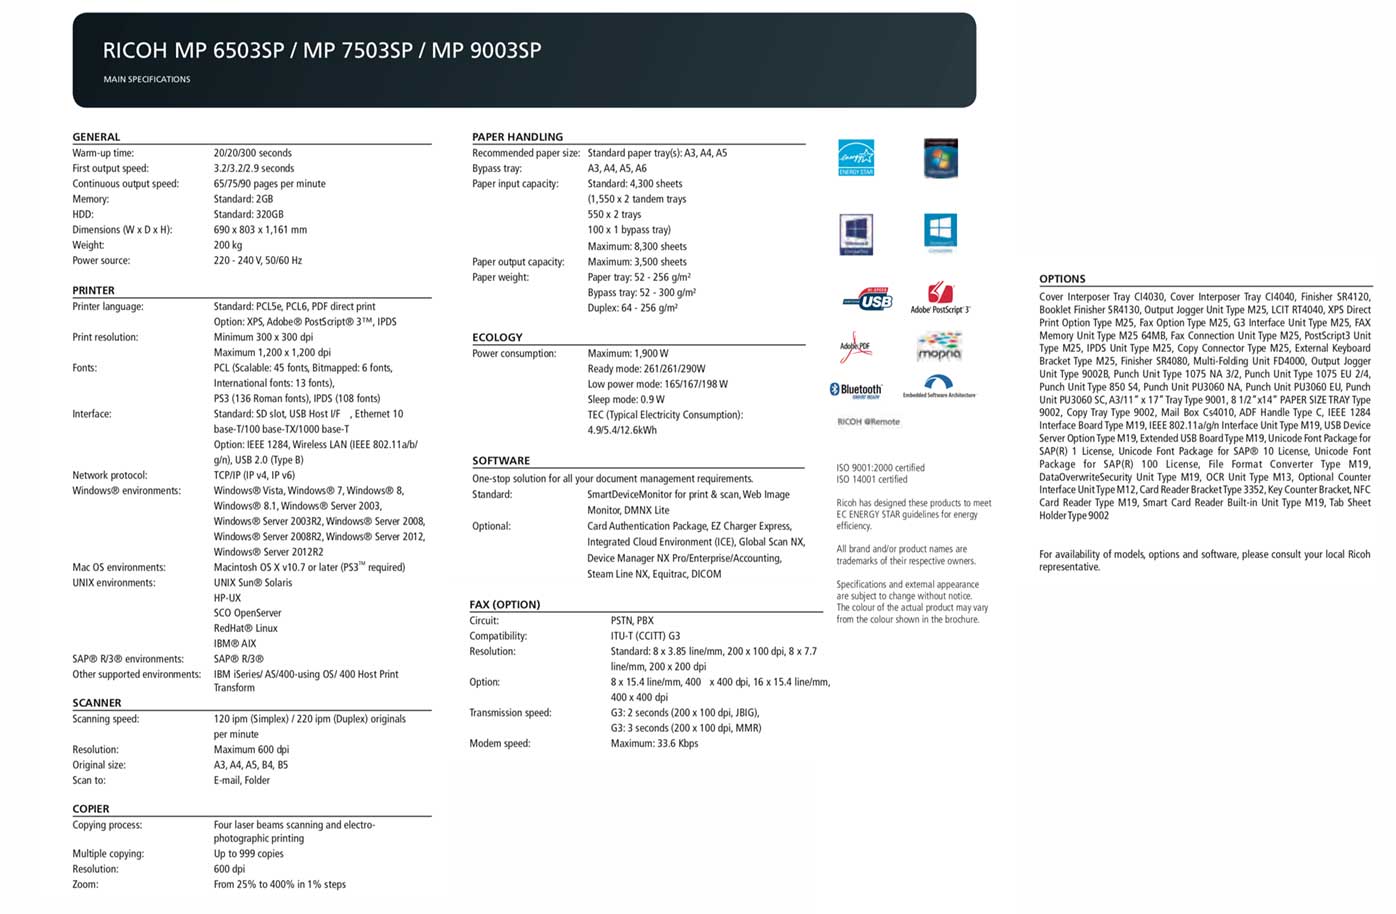 RICOH MP 6503SP / MP 7503SP / MP 9003SP
MAIN SPECIFICATIONS
GENERAL
Warm-up time: 20/20/300 seconds
First output speed: 3.2/3.2/2.9 seconds
Continuous output speed: 65/75/90 pages per minute
Memory: Standard: 2GB
HDD: Standard: 320GB
Dimensions (W x D x H): 690 x 803 x 1,161 mm
Weight: 200 kg
Power source: 220 - 240 V, 50/60 Hz
PRINTER
Printer language: Standard: PCL5e, PCL6, PDF direct print
Option: XPS, Adobe® PostScript® 3™, IPDS
Print resolution: Minimum 300 x 300 dpi
Maximum 1,200 x 1,200 dpi
Fonts: PCL (Scalable: 45 fonts, Bitmapped: 6 fonts,
International fonts: 13 fonts),
PS3 (136 Roman fonts), IPDS (108 fonts)
Interface: Standard: SD slot, USB Host I/F , Ethernet 10
base-T/100 base-TX/1000 base-T
Option: IEEE 1284, Wireless LAN (IEEE 802.11a/b/
g/n), USB 2.0 (Type B)
Network protocol: TCP/IP (IP v4, IP v6)
Windows® environments: Windows® Vista, Windows® 7, Windows® 8,
Windows® 8.1, Windows® Server 2003,
Windows® Server 2003R2, Windows® Server 2008,
Windows® Server 2008R2, Windows® Server 2012,
Windows® Server 2012R2
Mac OS environments: Macintosh OS X v10.7 or later (PS3™ required)
UNIX environments: UNIX Sun® Solaris
HP-UX
SCO OpenServer
RedHat® Linux
IBM® AIX
SAP® R/3® environments: SAP® R/3®
Other supported environments: IBM iSeries/ AS/400-using OS/ 400 Host Print
Transform
SCANNER
Scanning speed: 120 ipm (Simplex) / 220 ipm (Duplex) originals
per minute
Resolution: Maximum 600 dpi
Original size: A3, A4, A5, B4, B5
Scan to: E-mail, Folder
COPIER
Copying process: Four laser beams scanning and electro-
photographic printing
Multiple copying: Up to 999 copies
Resolution: 600 dpi
Zoom: From 25% to 400% in 1% steps
PAPER HANDLING
Recommended paper size: Standard paper tray(s): A3, A4, A5
Bypass tray: A3, A4, A5, A6
Paper input capacity: Standard: 4,300 sheets
(1,550 x 2 tandem trays
550 x 2 trays
100 x 1 bypass tray)
Maximum: 8,300 sheets
Paper output capacity: Maximum: 3,500 sheets
Paper weight: Paper tray: 52 - 256 g/m²
Bypass tray: 52 - 300 g/m²
Duplex: 64 - 256 g/m²
ECOLOGY
Power consumption: Maximum: 1,900 W
Ready mode: 261/261/290W
Low power mode: 165/167/198 W
Sleep mode: 0.9 W
TEC (Typical Electricity Consumption):
4.9/5.4/12.6kWh
SOFTWARE
One-stop solution for all your document management requirements.
Standard: SmartDeviceMonitor for print & scan, Web Image
Monitor, DMNX Lite
Optional: Card Authentication Package, EZ Charger Express,
Integrated Cloud Environment (ICE), Global Scan NX,
Device Manager NX Pro/Enterprise/Accounting,
Steam Line NX, Equitrac, DICOM
FAX (OPTION)
Circuit: PSTN, PBX
Compatibility: ITU-T (CCITT) G3
Resolution: Standard: 8 x 3.85 line/mm, 200 x 100 dpi, 8 x 7.7
line/mm, 200 x 200 dpi
Option: 8 x 15.4 line/mm, 400 x 400 dpi, 16 x 15.4 line/mm,
400 x 400 dpi
Transmission speed: G3: 2 seconds (200 x 100 dpi, JBIG),
G3: 3 seconds (200 x 100 dpi, MMR)
Modem speed: Maximum: 33.6 Kbps
energy
ENERGY STAR
HI-SPEED
USB
Adobe® PostScript® 3™
Adobe PDF
mopria
Bluetooth
Embedded Software Architecture
RICOH @Remote
ISO 9001:2000 certified
ISO 14001 certified
Ricoh has designed these products to meet
EC ENERGY STAR guidelines for energy
efficiency.
All brand and/or product names are
trademarks of their respective owners.
Specifications and external appearance
are subject to change without notice.
The colour of the actual product may vary
from the colour shown in the brochure.
OPTIONS
Cover Interposer Tray CI4030, Cover Interposer Tray CI4040, Finisher SR4120,
Booklet Finisher SR4130, Output Jogger Unit Type M25, LCIT RT4040, XPS Direct
Print Option Type M25, Fax Option Type M25, G3 Interface Unit Type M25, FAX
Memory Unit Type M25 64MB, Fax Connection Unit Type M25, PostScript3 Unit
Type M25, IPDS Unit Type M25, Copy Connector Type M25, External Keyboard
Bracket Type M25, Finisher SR4080, Multi-Folding Unit FD4000, Output Jogger
Unit Type 9002B, Punch Unit Type 1075 NA 3/2, Punch Unit Type 1075 EU 2/4,
Punch Unit Type 850 S4, Punch Unit PU3060 NA, Punch Unit PU3060 EU, Punch
Unit PU3060 SC, A3/11” x 17” Tray Type 9001, 8 1/2”x14” PAPER SIZE TRAY Type
9002, Copy Tray Type 9002, Mail Box Cs4010, ADF Handle Type C, IEEE 1284
Interface Board Type M19, IEEE 802.11a/g/n Interface Unit Type M19, USB Device
Server Option Type M19, Extended USB Board Type M19, Unicode Font Package for
SAP(R) 1 License, Unicode Font Package for SAP® 10 License, Unicode Font
Package for SAP(R) 100 License, File Format Converter Type M19,
DataOverwriteSecurity Unit Type M19, OCR Unit Type M13, Optional Counter
Interface Unit Type M12, Card Reader Bracket Type 3352, Key Counter Bracket, NFC
Card Reader Type M19, Smart Card Reader Built-in Unit Type M19, Tab Sheet
Holder Type 9002
For availability of models, options and software, please consult your local Ricoh
representative.